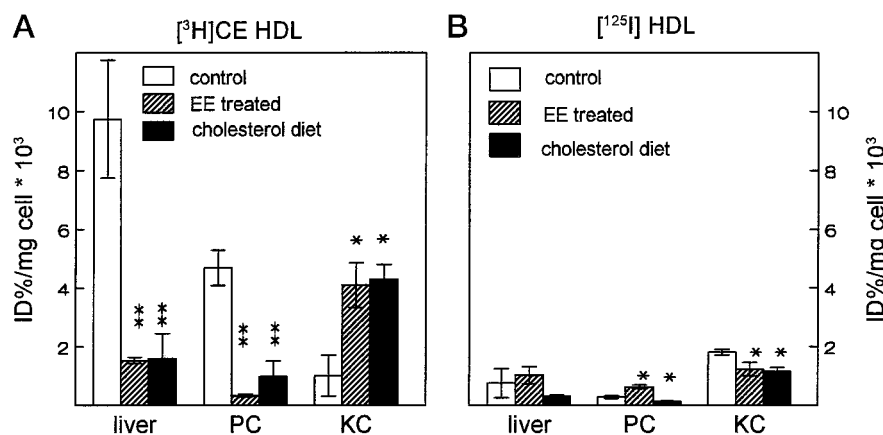 A
[³H]CE HDL
control
EE treated
cholesterol diet
ID%/mg cell * 10³
10
8
6
4
2
** ** ** ** * *
liver PC KC
B
[¹²⁵I] HDL
control
EE treated
cholesterol diet
10
8
6
4
2
ID%/mg cell * 10³
* * * *
liver PC KC